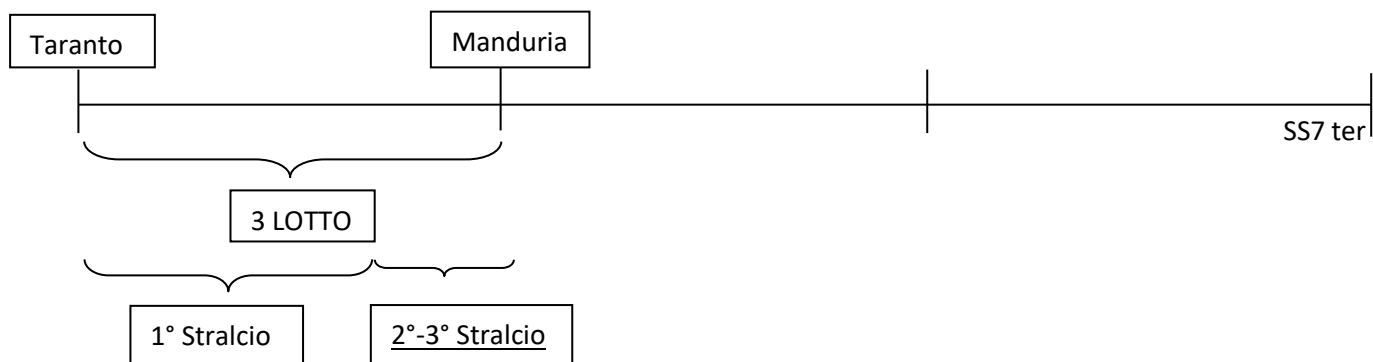 Taranto
Manduria
SS7 ter
3 LOTTO
1° Stralcio
2°-3° Stralcio